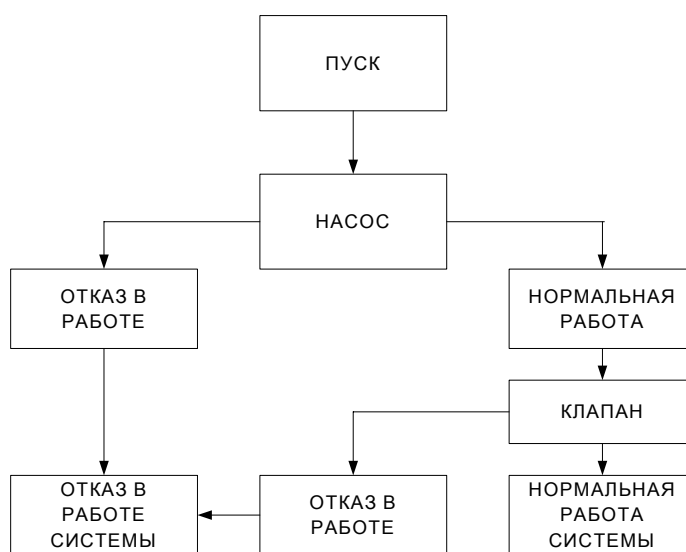 ПУСК
НАСОС
ОТКАЗ В
РАБОТЕ
НОРМАЛЬНАЯ
РАБОТА
КЛАПАН
ОТКАЗ В
РАБОТЕ
СИСТЕМЫ
ОТКАЗ В
РАБОТЕ
НОРМАЛЬНАЯ
РАБОТА
СИСТЕМЫ